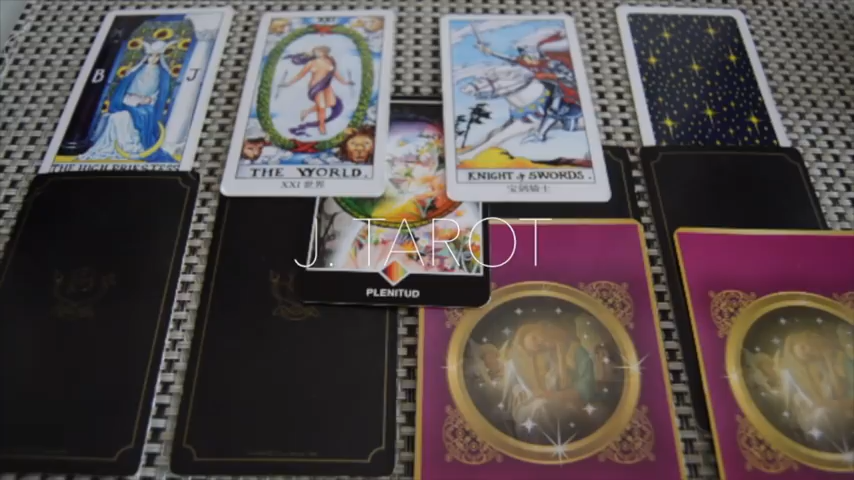 B
J
THE HIGH PRIESTESS
XXI
THE WORLD.
XXI 世界
KNIGHT of SWORDS.
宝剑骑士
J. TAROT
PLENITUD